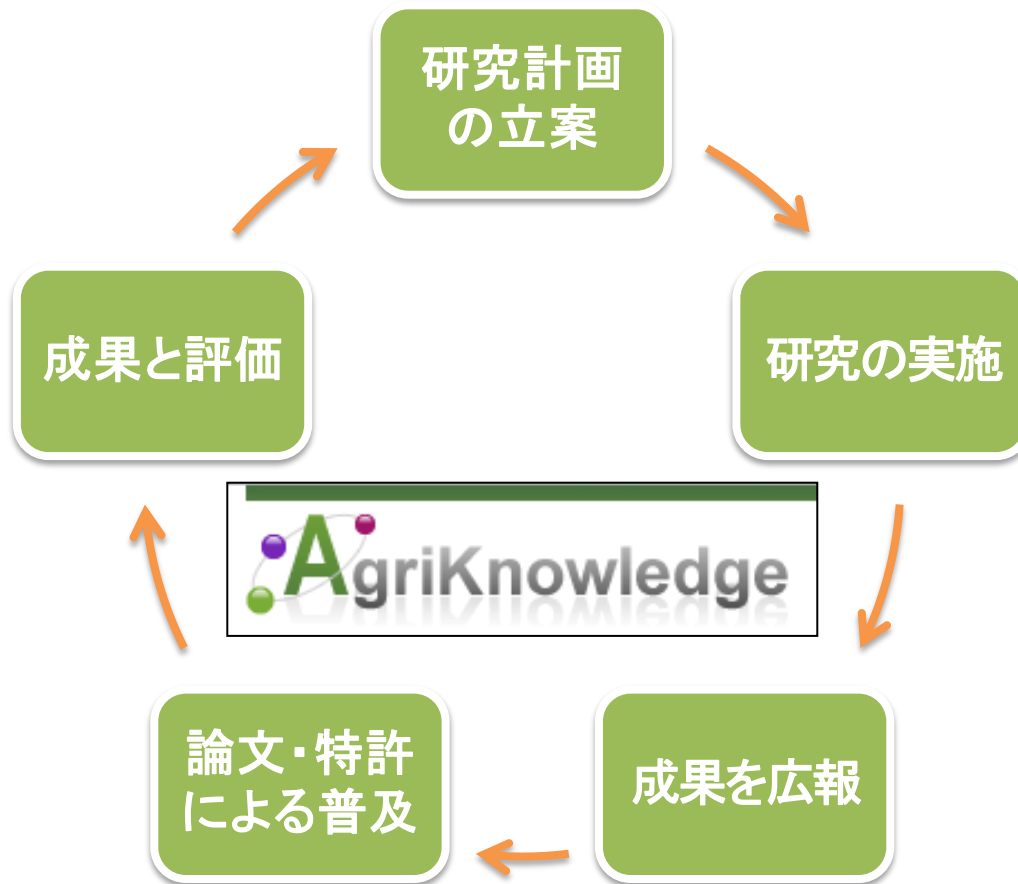 研究計画
の立案
研究の実施
成果を広報
論文・特許
による普及
成果と評価
AgriKnowledge